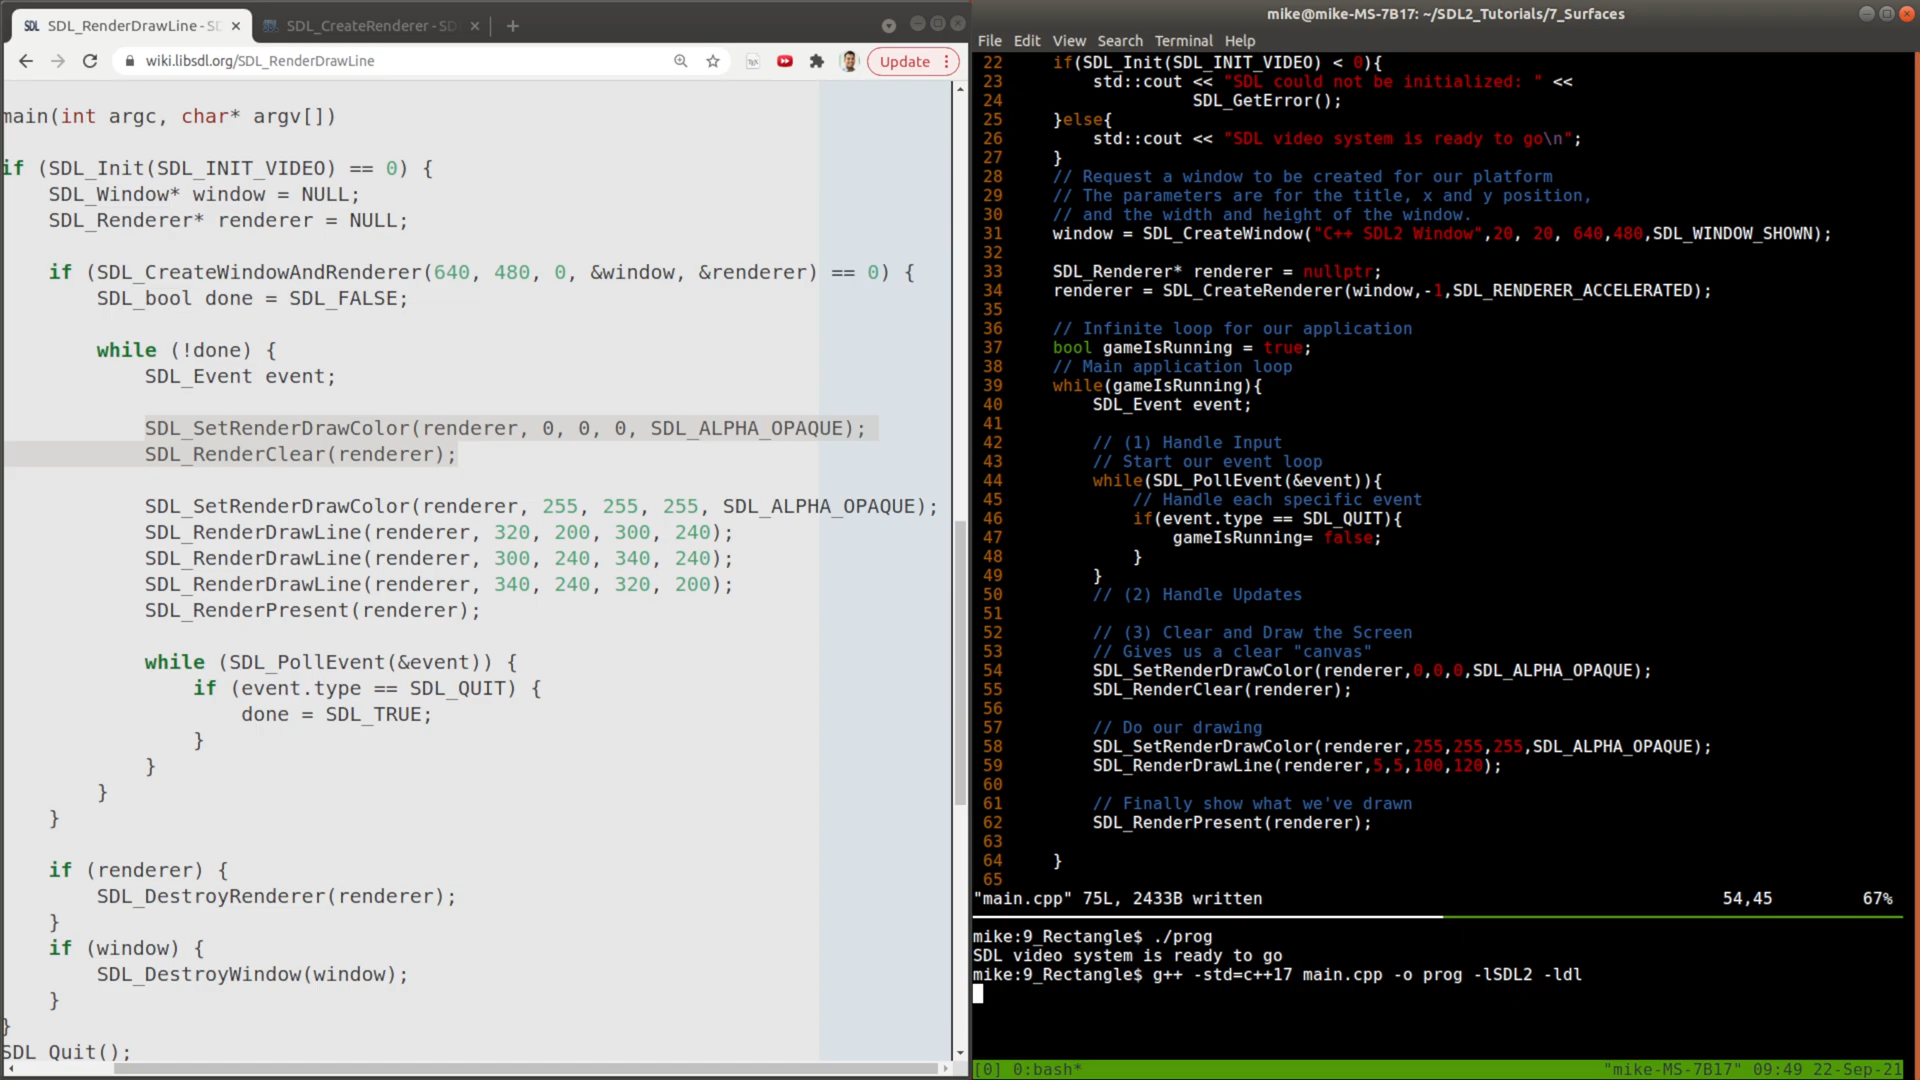 SDL_RenderDrawLine - S
SDL_CreateRenderer - SD
wiki.libsdl.org/SDL_RenderDrawLine
Update
main(int argc, char* argv[])
if (SDL_Init(SDL_INIT_VIDEO) == 0) {
SDL_Window* window = NULL;
SDL_Renderer* renderer = NULL;
if (SDL_CreateWindowAndRenderer(640, 480, 0, &window, &renderer) == 0) {
SDL_bool done = SDL_FALSE;
while (!done) {
SDL_Event event;
SDL_SetRenderDrawColor(renderer, 0, 0, 0, SDL_ALPHA_OPAQUE);
SDL_RenderClear(renderer);
SDL_SetRenderDrawColor(renderer, 255, 255, 255, SDL_ALPHA_OPAQUE);
SDL_RenderDrawLine(renderer, 320, 200, 300, 240);
SDL_RenderDrawLine(renderer, 300, 240, 340, 240);
SDL_RenderDrawLine(renderer, 340, 240, 320, 200);
SDL_RenderPresent(renderer);
while (SDL_PollEvent(&event)) {
if (event.type == SDL_QUIT) {
done = SDL_TRUE;
}
}
}
}
if (renderer) {
SDL_DestroyRenderer(renderer);
}
if (window) {
SDL_DestroyWindow(window);
}
}
SDL_Quit();
mike@mike-MS-7B17: ~/SDL2_Tutorials/7_Surfaces
File Edit View Search Terminal Help
22 if(SDL_Init(SDL_INIT_VIDEO) < 0){
23 std::cout << "SDL could not be initialized: " <<
24 SDL_GetError();
25 }else{
26 std::cout << "SDL video system is ready to go\n";
27 }
28 // Request a window to be created for our platform
29 // The parameters are for the title, x and y position,
30 // and the width and height of the window.
31 window = SDL_CreateWindow("C++ SDL2 Window",20, 20, 640,480,SDL_WINDOW_SHOWN);
32
33 SDL_Renderer* renderer = nullptr;
34 renderer = SDL_CreateRenderer(window,-1,SDL_RENDERER_ACCELERATED);
35
36 // Infinite loop for our application
37 bool gameIsRunning = true;
38 // Main application loop
39 while(gameIsRunning){
40 SDL_Event event;
41
42 // (1) Handle Input
43 // Start our event loop
44 while(SDL_PollEvent(&event)){
45 // Handle each specific event
46 if(event.type == SDL_QUIT){
47 gameIsRunning= false;
48 }
49 }
50 // (2) Handle Updates
51
52 // (3) Clear and Draw the Screen
53 // Gives us a clear "canvas"
54 SDL_SetRenderDrawColor(renderer,0,0,0,SDL_ALPHA_OPAQUE);
55 SDL_RenderClear(renderer);
56
57 // Do our drawing
58 SDL_SetRenderDrawColor(renderer,255,255,255,SDL_ALPHA_OPAQUE);
59 SDL_RenderDrawLine(renderer,5,5,100,120);
60
61 // Finally show what we've drawn
62 SDL_RenderPresent(renderer);
63
64 }
65
"main.cpp" 75L, 2433B written 54,45 67%
mike:9_Rectangle$ ./prog
SDL video system is ready to go
mike:9_Rectangle$ g++ -std=c++17 main.cpp -o prog -lSDL2 -ldl
[0] 0:bash* "mike-MS-7B17" 09:49 22-Sep-21